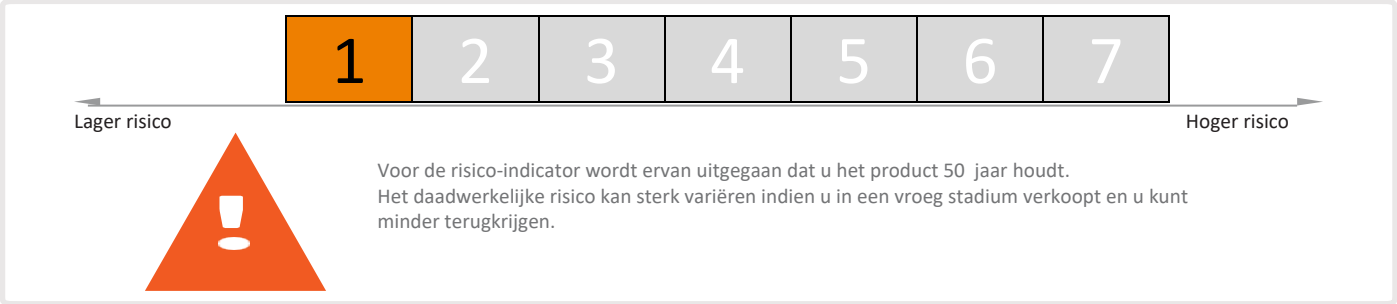 1 2 3 4 5 6 7
Lager risico Hoger risico
Voor de risico-indicator wordt ervan uitgegaan dat u het product 50 jaar houdt.
Het daadwerkelijke risico kan sterk variëren indien u in een vroeg stadium verkoopt en u kunt
minder terugkrijgen.